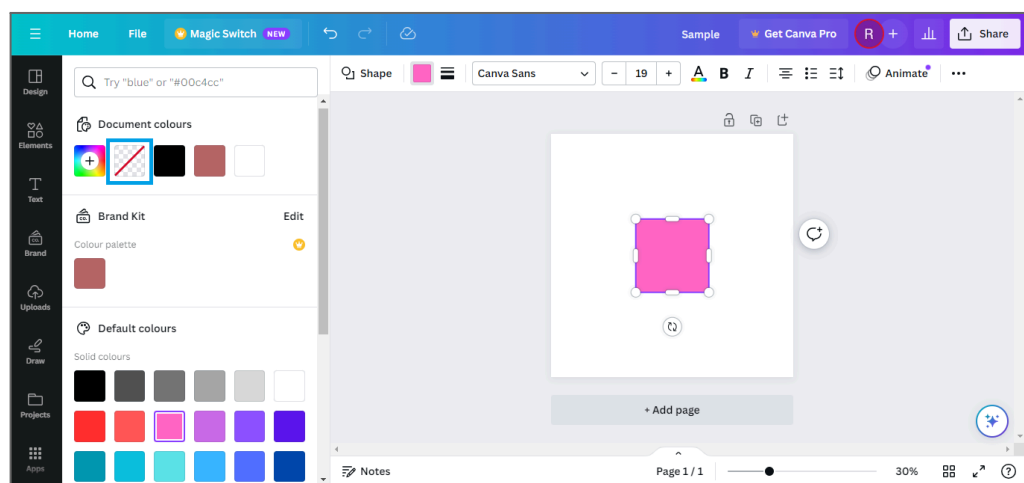 Home File Magic Switch NEW Sample Get Canva Pro R + Share
Shape Canva Sans - 19 + A B I Animate
Design
Elements
Text
Brand
CO.
Uploads
Draw
Projects
Apps
Try "blue" or "#00c4cc"
Document colours
+
CO. Brand Kit Edit
Colour palette
Default colours
Solid colours
+ Add page
Notes Page 1 / 1 30% ?